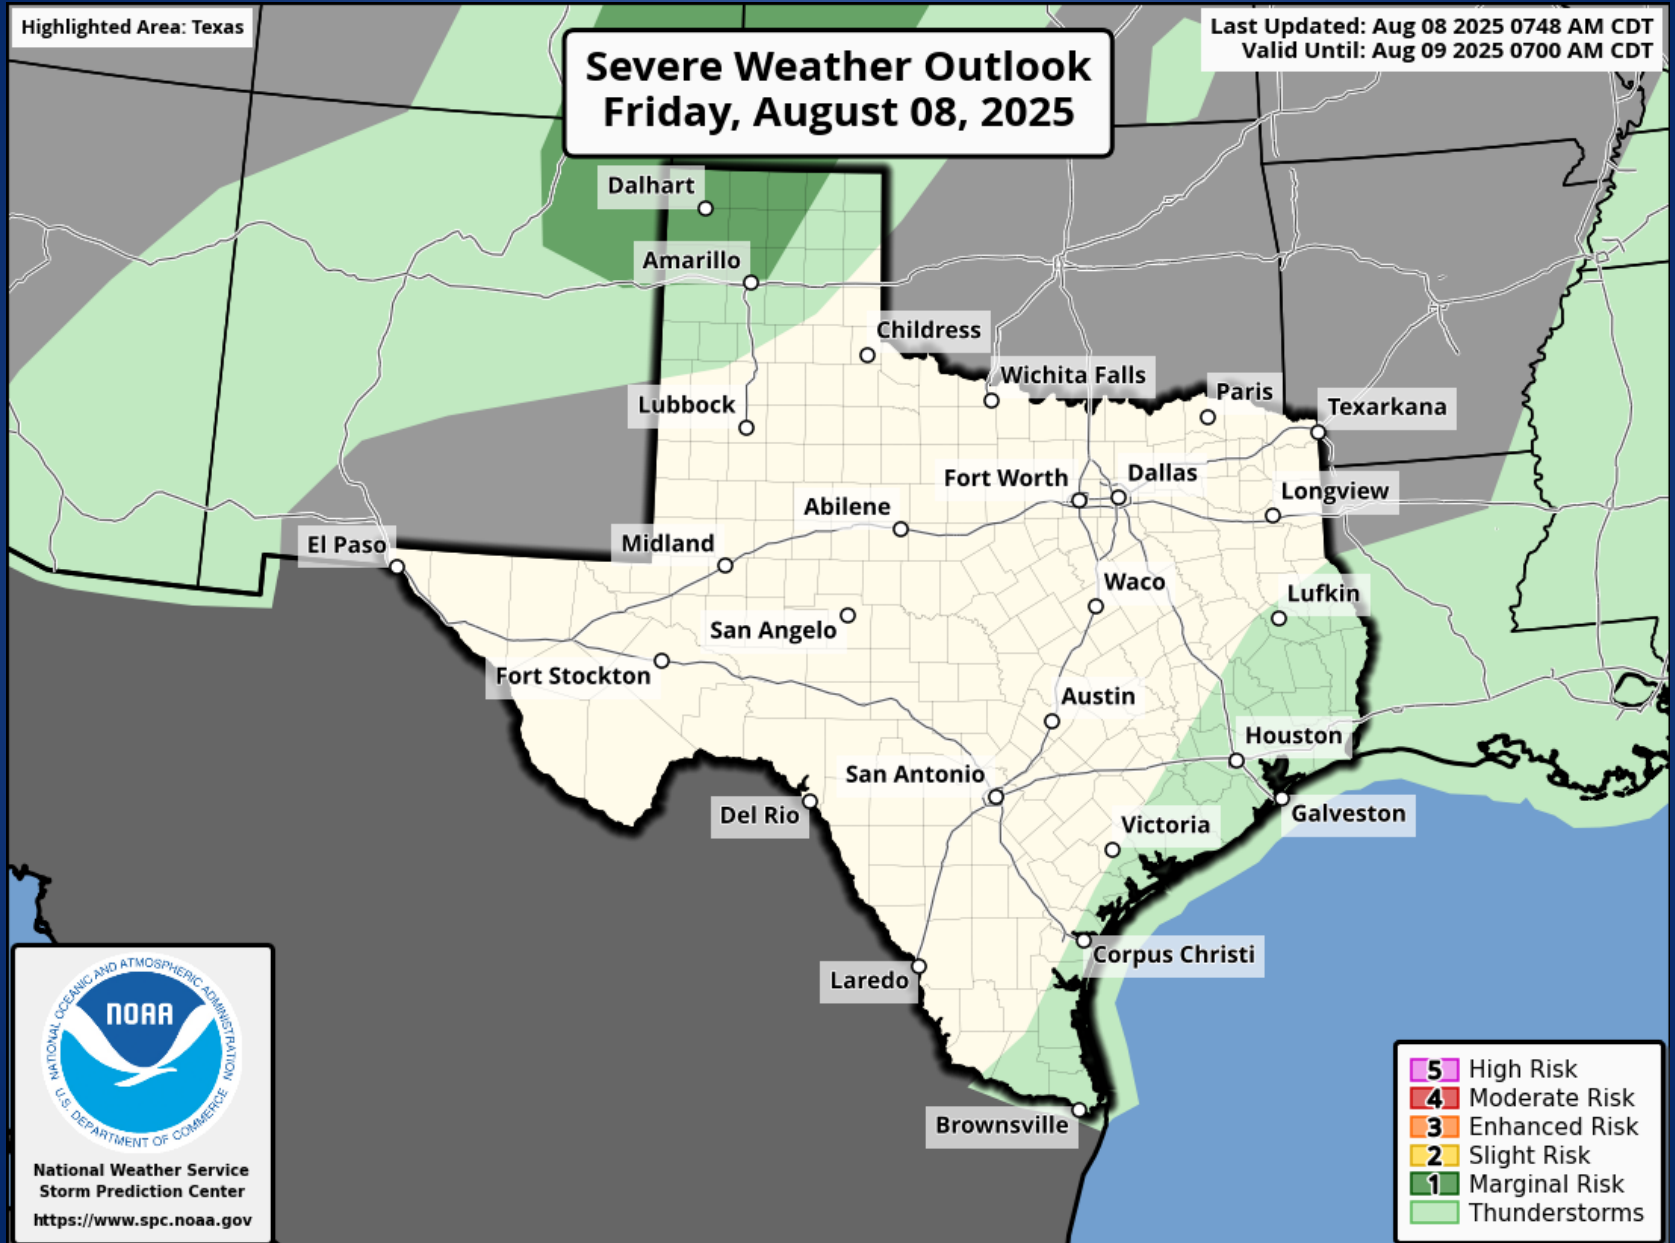 Highlighted Area: Texas
Severe Weather Outlook
Friday, August 08, 2025
Last Updated: Aug 08 2025 0748 AM CDT
Valid Until: Aug 09 2025 0700 AM CDT
Dalhart
Amarillo
Childress
Wichita Falls
Paris
Texarkana
Lubbock
Fort Worth
Dallas
Longview
Abilene
El Paso
Midland
Waco
Lufkin
San Angelo
Fort Stockton
Austin
Houston
San Antonio
Del Rio
Galveston
Victoria
Corpus Christi
Laredo
Brownsville
NATIONAL OCEANIC AND ATMOSPHERIC ADMINISTRATION
NOAA
U.S. DEPARTMENT OF COMMERCE
National Weather Service
Storm Prediction Center
https://www.spc.noaa.gov
5 High Risk
4 Moderate Risk
3 Enhanced Risk
2 Slight Risk
1 Marginal Risk
Thunderstorms